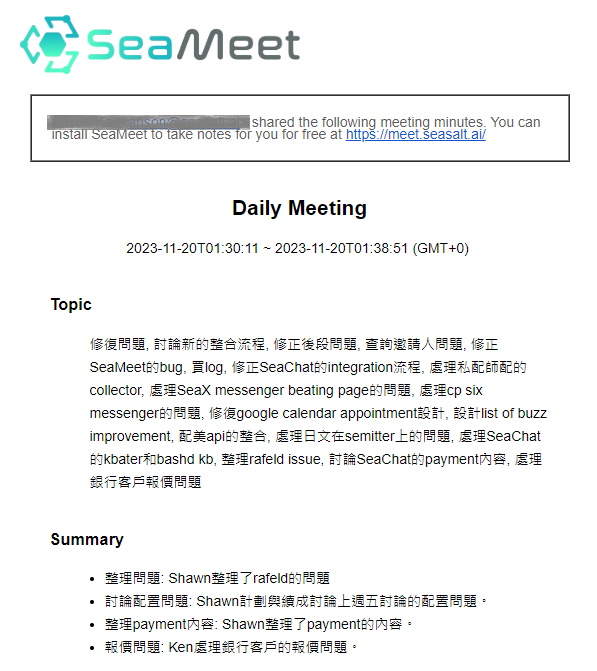 SeaMeet
shared the following meeting minutes. You can
install SeaMeet to take notes for you for free at https://meet.seasalt.ai/
Daily Meeting
2023-11-20T01:30:11 ~ 2023-11-20T01:38:51 (GMT+0)
Topic
修復問題, 討論新的整合流程, 修正後段問題, 查詢邀請人問題, 修正
SeaMeet的bug, 買log, 修正SeaChat的integration流程, 處理私配師配的
collector, 處理SeaX messenger beating page的問題, 處理cp six
messenger的問題, 修復google calendar appointment設計, 設計list of buzz
improvement, 配美api的整合, 處理日文在semitter上的問題, 處理SeaChat
的kbater和bashd kb, 整理rafeld issue, 討論SeaChat的payment內容, 處理
銀行客戶報價問題
Summary
• 整理問題: Shawn整理了rafeld的問題
• 討論配置問題: Shawn計劃與續成討論上週五討論的配置問題。
• 整理payment內容: Shawn整理了payment的內容。
• 報價問題: Ken處理銀行客戶的報價問題。